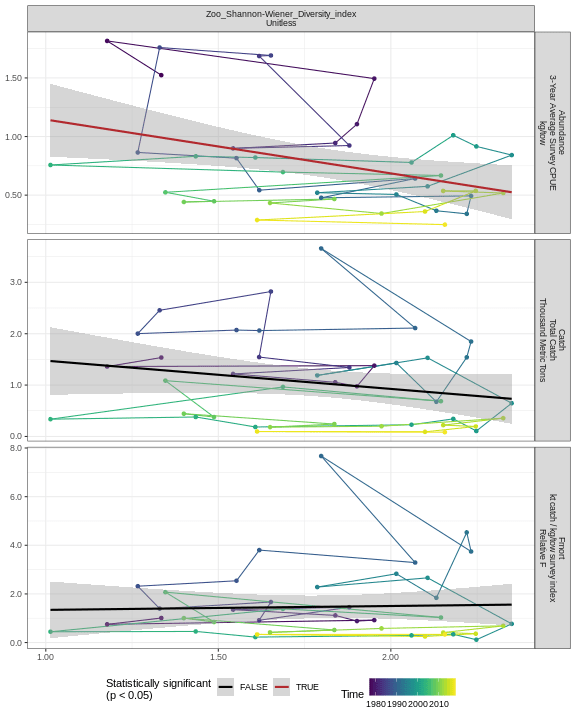 Zoo_Shannon-Wiener_Diversity_index
Unitless
1.50
1.00
0.50
Abundance
3-Year Average Survey CPUE
kg/tow
3.0
2.0
1.0
0.0
Catch
Total Catch
Thousand Metric Tons
8.0
6.0
4.0
2.0
0.0
Fmort
kt catch / kg/tow survey index
Relative F
1.00
1.50
2.00
Statistically significant
(p < 0.05)
FALSE
TRUE
Time
1980 1990 2000 2010